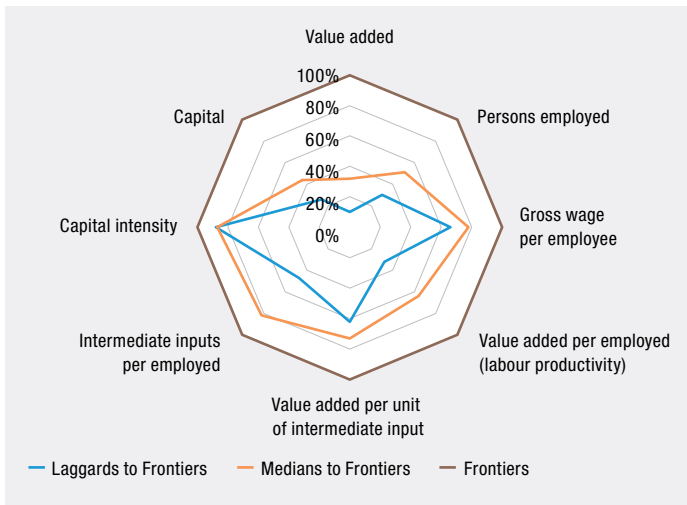 Value added
100%
Capital
80%
Persons employed
60%
40%
20%
Capital intensity
0%
Gross wage
per employee
Intermediate inputs
per employed
Value added per employed
(labour productivity)
Value added per unit
of intermediate input
Laggards to Frontiers
Medians to Frontiers
Frontiers